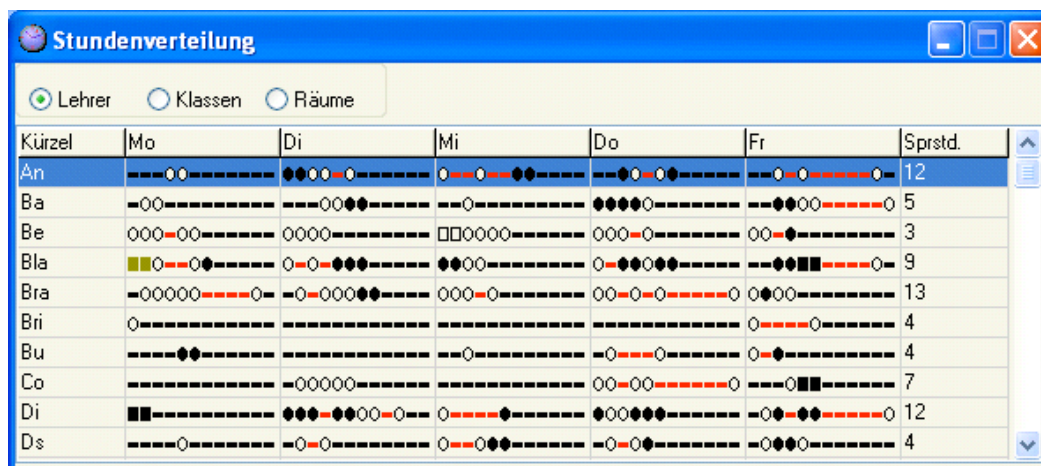 Stundenverteilung
Lehrer Klassen Räume
Kürzel Mo Di Mi Do Fr Sprstd.
An 12
Ba 5
Be 3
Bla 9
Bra 13
Bri 4
Bu 4
Co 7
Di 12
Ds 4